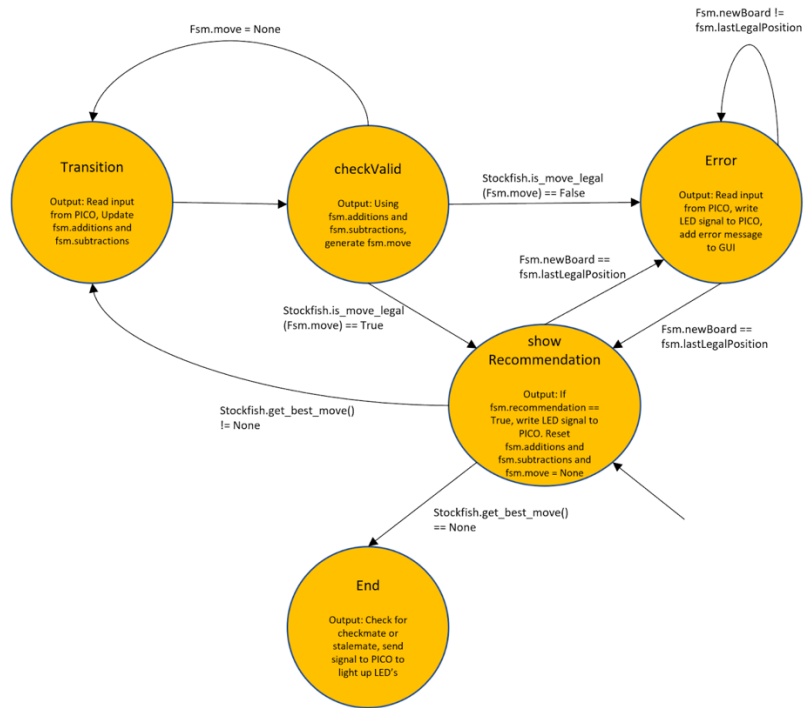 Fsm.newBoard !=
fsm.lastLegalPosition
Fsm.move = None
Transition
Output: Read input
from PICO, Update
fsm.additions and
fsm.subtractions
checkValid
Output: Using
fsm.additions and
fsm.subtractions,
generate fsm.move
Stockfish.is_move_legal
(Fsm.move) == False
Error
Output: Read input
from PICO, write
LED signal to PICO,
add error message
to GUI
Fsm.newBoard ==
fsm.lastLegalPosition
Stockfish.is_move_legal
(Fsm.move) == True
Fsm.newBoard ==
fsm.lastLegalPosition
show
Recommendation
Output: If
fsm.recommendation ==
True, write LED signal to
PICO. Reset
fsm.additions and
fsm.subtractions and
fsm.move = None
Stockfish.get_best_move()
!= None
Stockfish.get_best_move()
== None
End
Output: Check for
checkmate or
stalemate, send
signal to PICO to
light up LED's